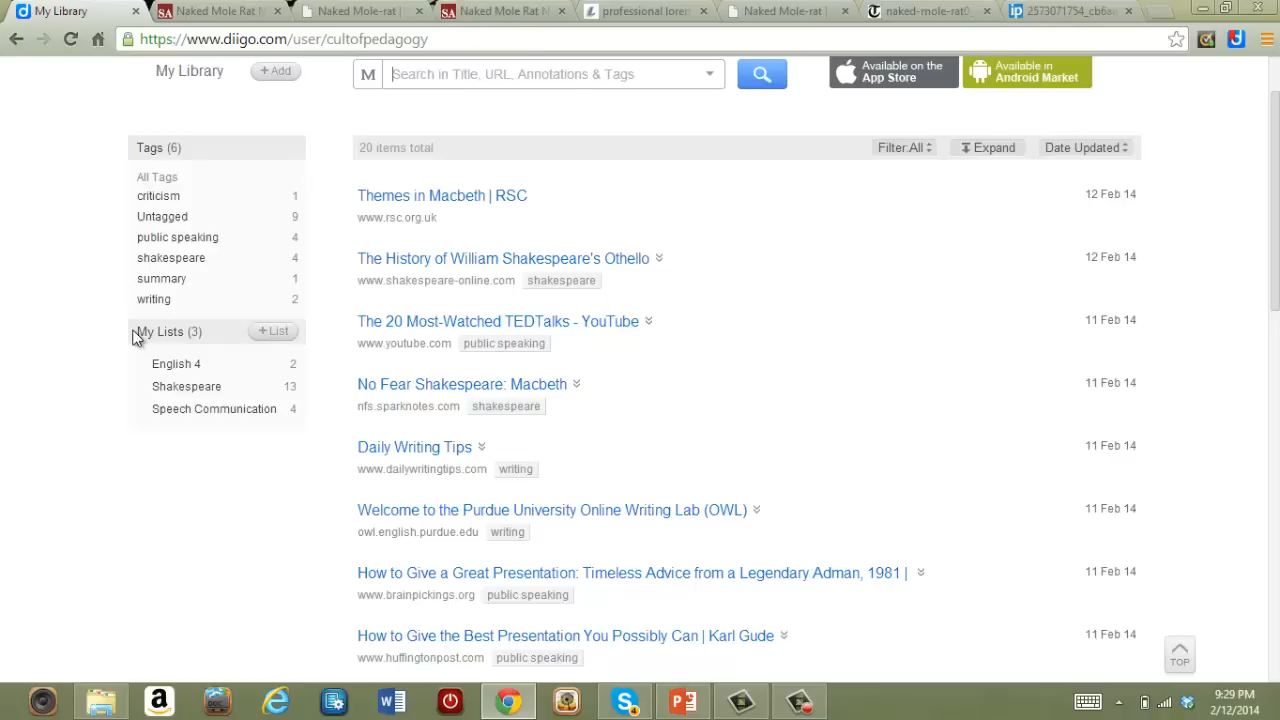 My Library
Naked Mole Rat
Naked Mole-rat |
Naked Mole Rat N
professional lorem
Naked Mole-rat |
naked-mole-rat0_
2573071754_cb6aa
https://www.diigo.com/user/cultofpedagogy
My Library
+ Add
M
Search in Title, URL, Annotations & Tags
Available on the
App Store
Available in
Android Market
Tags (6)
All Tags
criticism 1
Untagged 9
public speaking 4
shakespeare 4
summary 1
writing 2
My Lists (3)
+ List
English 4 2
Shakespeare 13
Speech Communication 4
20 items total
Filter:All
Expand
Date Updated
Themes in Macbeth | RSC 12 Feb 14
www.rsc.org.uk
The History of William Shakespeare's Othello 12 Feb 14
www.shakespeare-online.com shakespeare
The 20 Most-Watched TEDTalks - YouTube 11 Feb 14
www.youtube.com public speaking
No Fear Shakespeare: Macbeth 11 Feb 14
nfs.sparknotes.com shakespeare
Daily Writing Tips 11 Feb 14
www.dailywritingtips.com writing
Welcome to the Purdue University Online Writing Lab (OWL) 11 Feb 14
owl.english.purdue.edu writing
How to Give a Great Presentation: Timeless Advice from a Legendary Adman, 1981 | 11 Feb 14
www.brainpickings.org public speaking
How to Give the Best Presentation You Possibly Can | Karl Gude 11 Feb 14
www.huffingtonpost.com public speaking
TOP
9:29 PM
2/12/2014